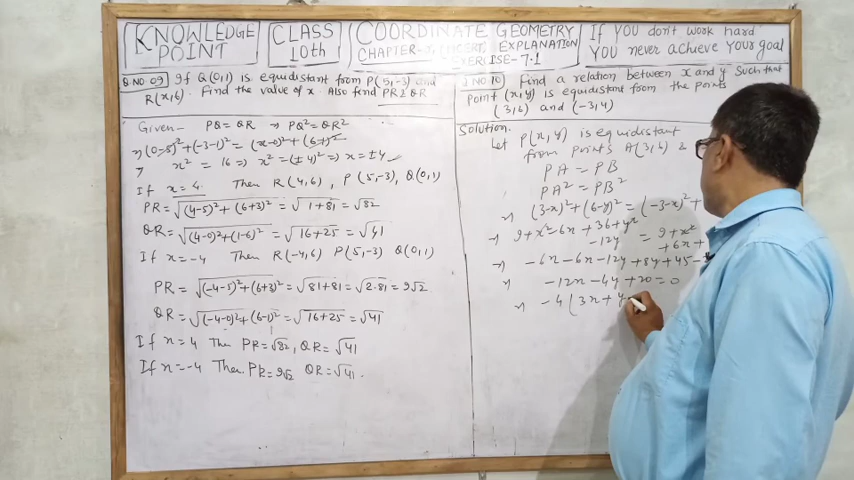 KNOWLEDGE POINT
CLASS 10th
COORDINATE GEOMETRY
CHAPTER-7, (NCERT) EXPLANATION
EXERCISE-7.1
If YOU don't work hard
YOU never achieve YOUR goal
Q NO 09 If Q(0,1) is equidistant from P(5,-3) and
R(x,6). Find the value of x. Also find PR & QR
Given- PQ = QR ⇒ PQ² = QR²
⇒ (0-5)² + (-3-1)² = (x-0)² + (6-1)²
x² = 16 ⇒ x² = (±4)² ⇒ x = ±4
If x = 4. Then R(4,6), P(5,-3), Q(0,1)
PR = √(4-5)² + (6+3)² = √1+81 = √82
QR = √(4-0)² + (1-6)² = √16+25 = √41
If x = -4 Then R(-4,6) P(5,-3) Q(0,1)
PR = √(-4-5)² + (6+3)² = √81+81 = √2.81 = 9√2
QR = √(-4-0)² + (6-1)² = √16+25 = √41
If x = 4 Then PR = √82, QR = √41
If x = -4 Then PR = 9√2 QR = √41.
NO 10 Find a relation between x and y Such that
Point (x,y) is equidistant from the points
(3,6) and (-3,4)
Solution.
Let P(x,y) is equidistant
from points A(3,6) &
PA = PB
PA² = PB²
⇒ (3-x)² + (6-y)² = (-3-x)² +
⇒ 9+x²-6x+36+y²
-12y = 9+x²
+6x+
⇒ -6x-6x-12y+8y+45-
⇒ -12x-4y+20=0
⇒ -4(3x+y